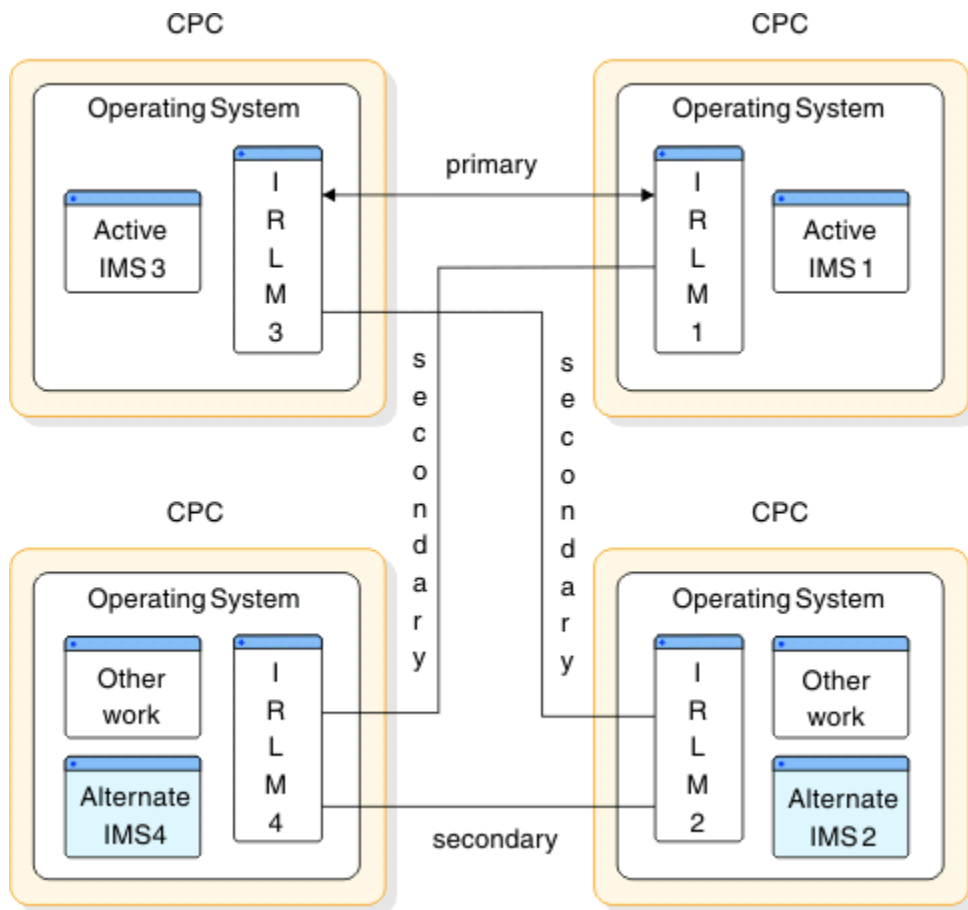 CPC
CPC
Operating System
Operating System
primary
Active
IMS 3
I
R
L
M
3
I
R
L
M
1
Active
IMS 1
s
e
c
o
n
d
a
r
y
s
e
c
o
n
d
a
r
y
CPC
CPC
Operating System
Operating System
Other
work
Alternate
IMS4
I
R
L
M
4
I
R
L
M
2
Other
work
Alternate
IMS 2
secondary